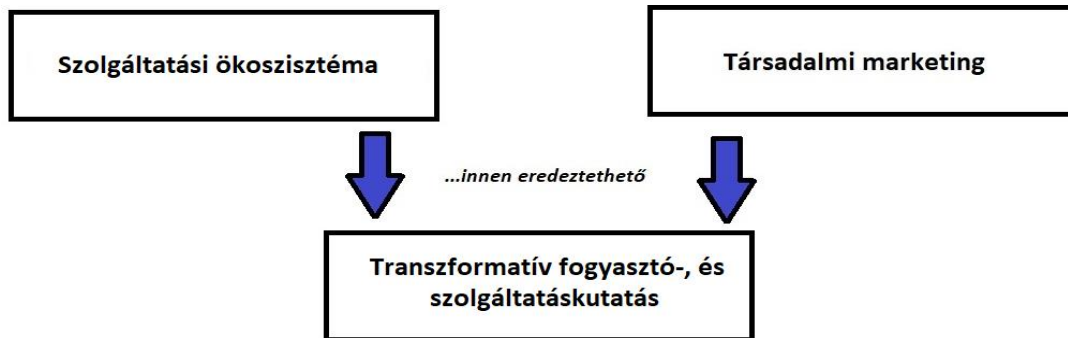 Szolgáltatási ökoszisztéma
Társadalmi marketing
...innen eredeztethető
Transzformatív fogyasztó-, és
szolgáltatáskutatás